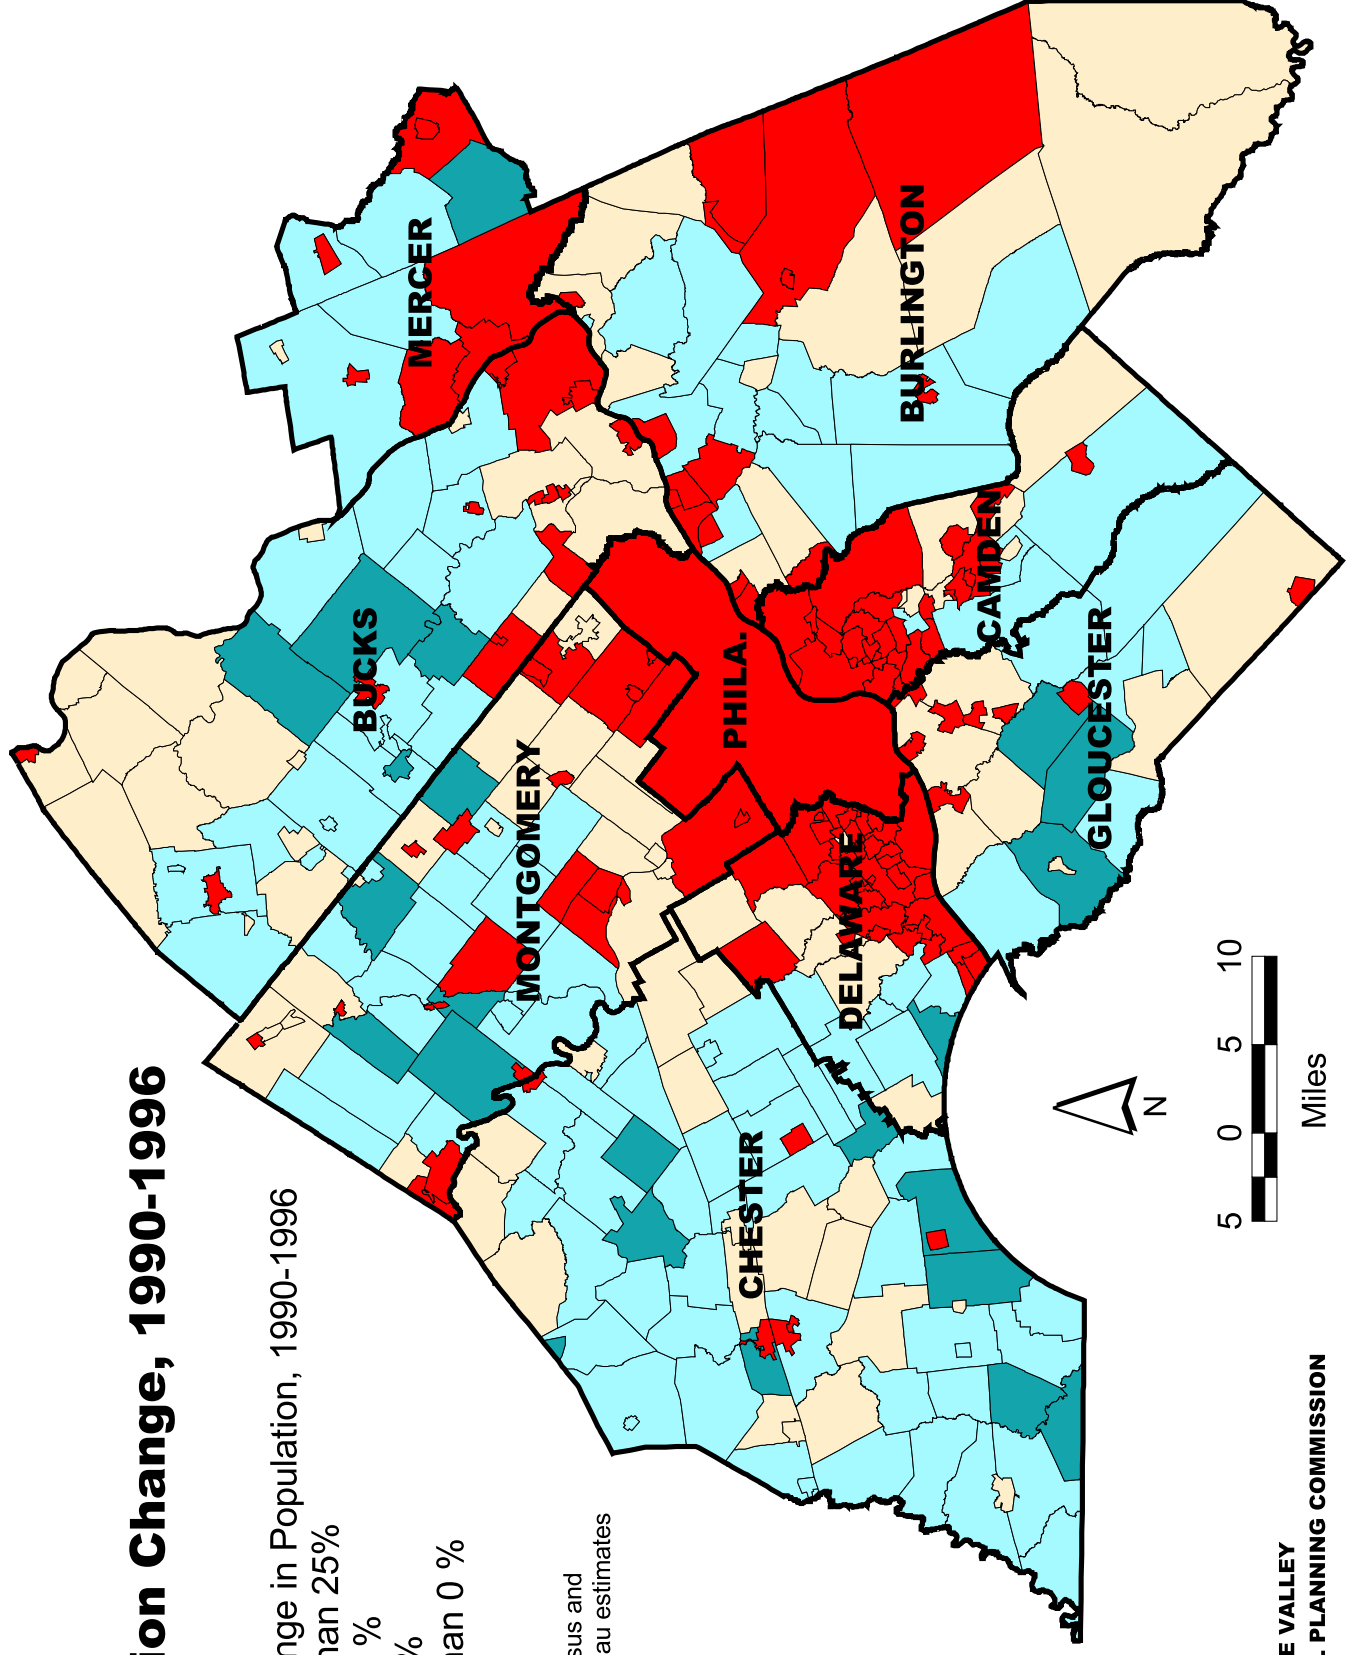 ion Change, 1990-1996
nge in Population, 1990-1996
han 25%
%
%
han 0 %
sus and
au estimates
MERCER
BUCKS
BURLINGTON
MONTGOMERY
PHILA.
CAMDEN
DELAWARE
GLOUCESTER
CHESTER
N
5 0 5 10
Miles
E VALLEY
L PLANNING COMMISSION